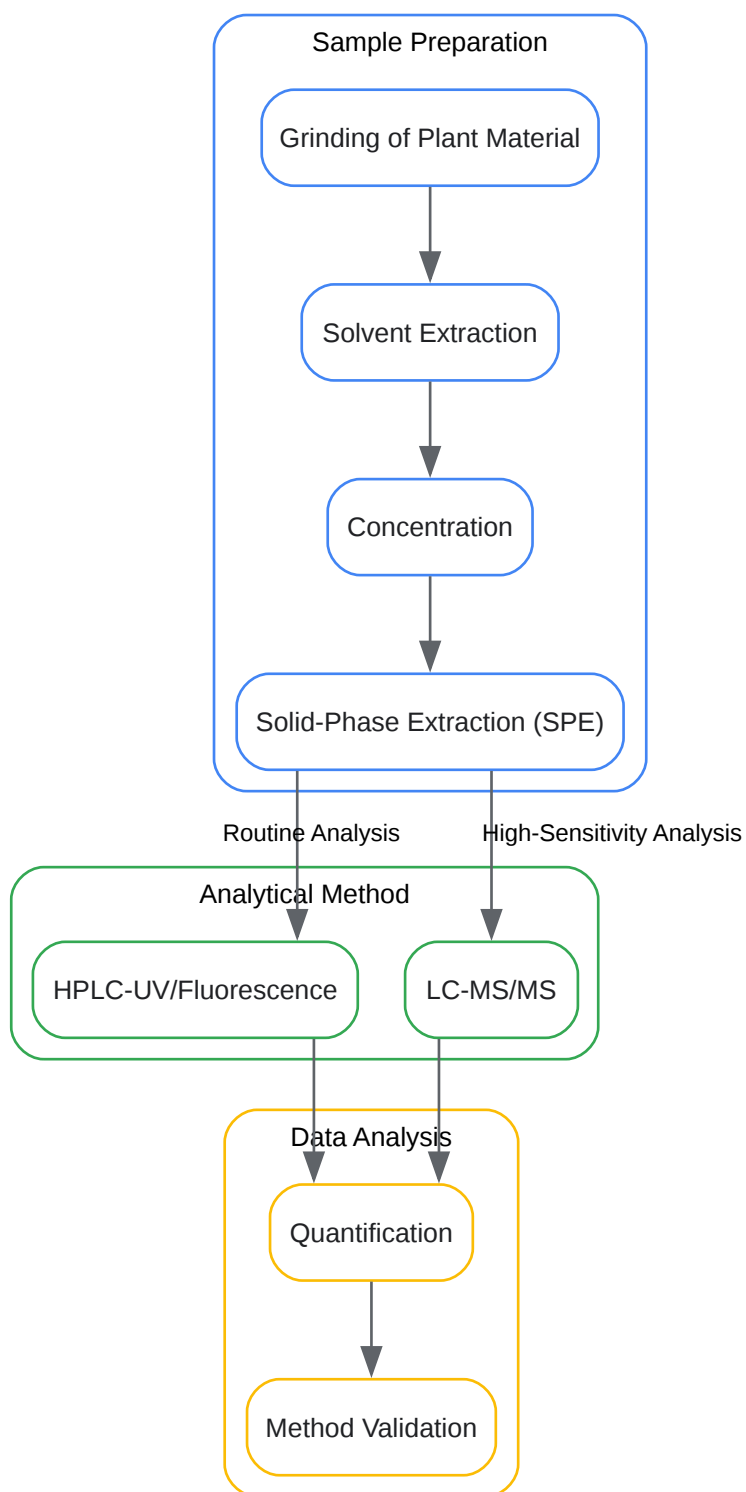 Sample Preparation
Grinding of Plant Material
Solvent Extraction
Concentration
Solid-Phase Extraction (SPE)
Routine Analysis
High-Sensitivity Analysis
Analytical Method
HPLC-UV/Fluorescence
LC-MS/MS
Data Analysis
Quantification
Method Validation